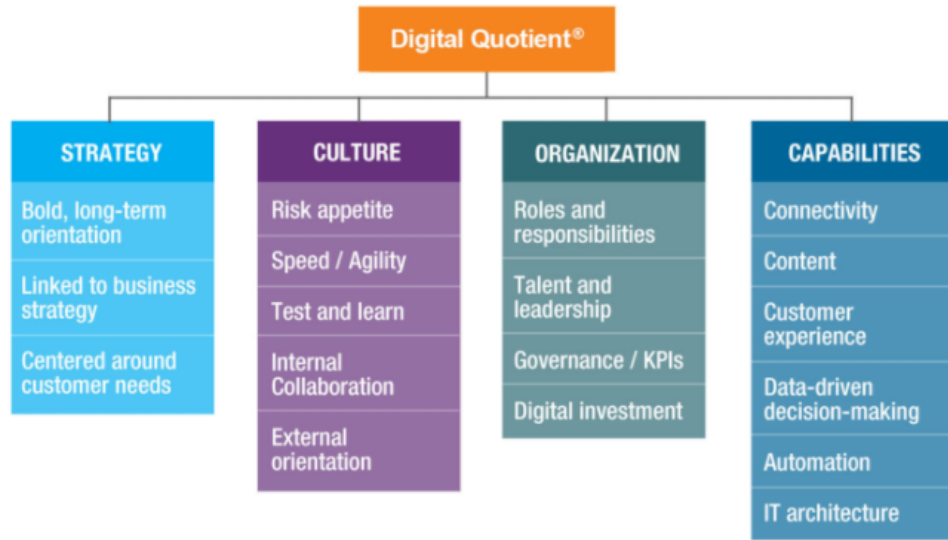 Digital Quotient®
STRATEGY
Bold, long-term
orientation
Linked to business
strategy
Centered around
customer needs
CULTURE
Risk appetite
Speed / Agility
Test and learn
Internal
Collaboration
External
orientation
ORGANIZATION
Roles and
responsibilities
Talent and
leadership
Governance / KPIs
Digital investment
CAPABILITIES
Connectivity
Content
Customer
experience
Data-driven
decision-making
Automation
IT architecture